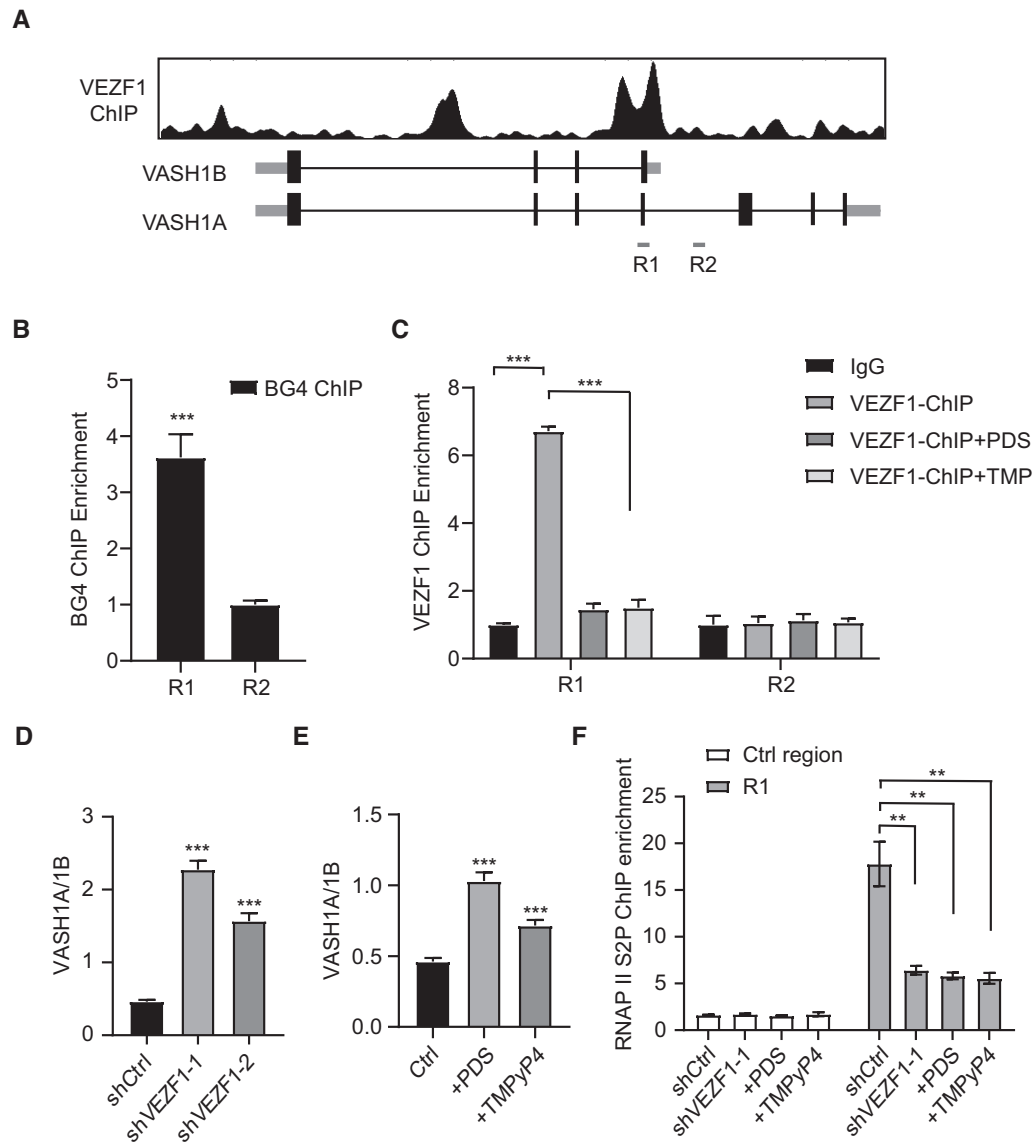 A
VEZF1
ChIP
VASH1B
VASH1A
R1
R2
B
BG4 ChIP Enrichment
5
4
3
2
1
0
***
BG4 ChIP
R1
R2
C
VEZF1 ChIP Enrichment
8
6
4
2
0
***
***
IgG
VEZF1-ChIP
VEZF1-ChIP+PDS
VEZF1-ChIP+TMP
R1
R2
D
VASH1A/1B
3
2
1
0
***
***
shCtrl
shVEZF1-1
shVEZF1-2
E
VASH1A/1B
1.5
1.0
0.5
0.0
***
***
Ctrl
+PDS
+TMPyP4
F
Ctrl region
R1
RNAP II S2P ChIP enrichment
25
20
15
10
5
0
**
**
**
shCtrl
shVEZF1-1
+PDS
+TMPyP4
shCtrl
shVEZF1-1
+PDS
+TMPyP4